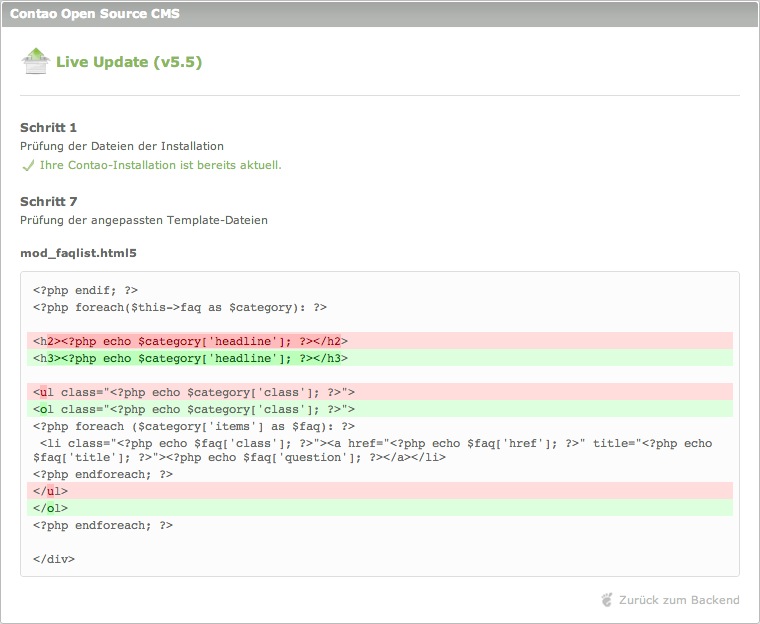 Contao Open Source CMS
Live Update (v5.5)
Schritt 1
Prüfung der Dateien der Installation
Ihre Contao-Installation ist bereits aktuell.
Schritt 7
Prüfung der angepassten Template-Dateien
mod_faqlist.html5
<?php endif; ?>
<?php foreach($this->faq as $category): ?>
<h2><?php echo $category['headline']; ?></h2>
<h3><?php echo $category['headline']; ?></h3>
<ul class="<?php echo $category['class']; ?>">
<ol class="<?php echo $category['class']; ?>">
<?php foreach ($category['items'] as $faq): ?>
<li class="<?php echo $faq['class']; ?>"><a href="<?php echo $faq['href']; ?>" title="<?php echo
$faq['title']; ?>"><?php echo $faq['question']; ?></a></li>
<?php endforeach; ?>
</ul>
</ol>
<?php endforeach; ?>
</div>
Zurück zum Backend